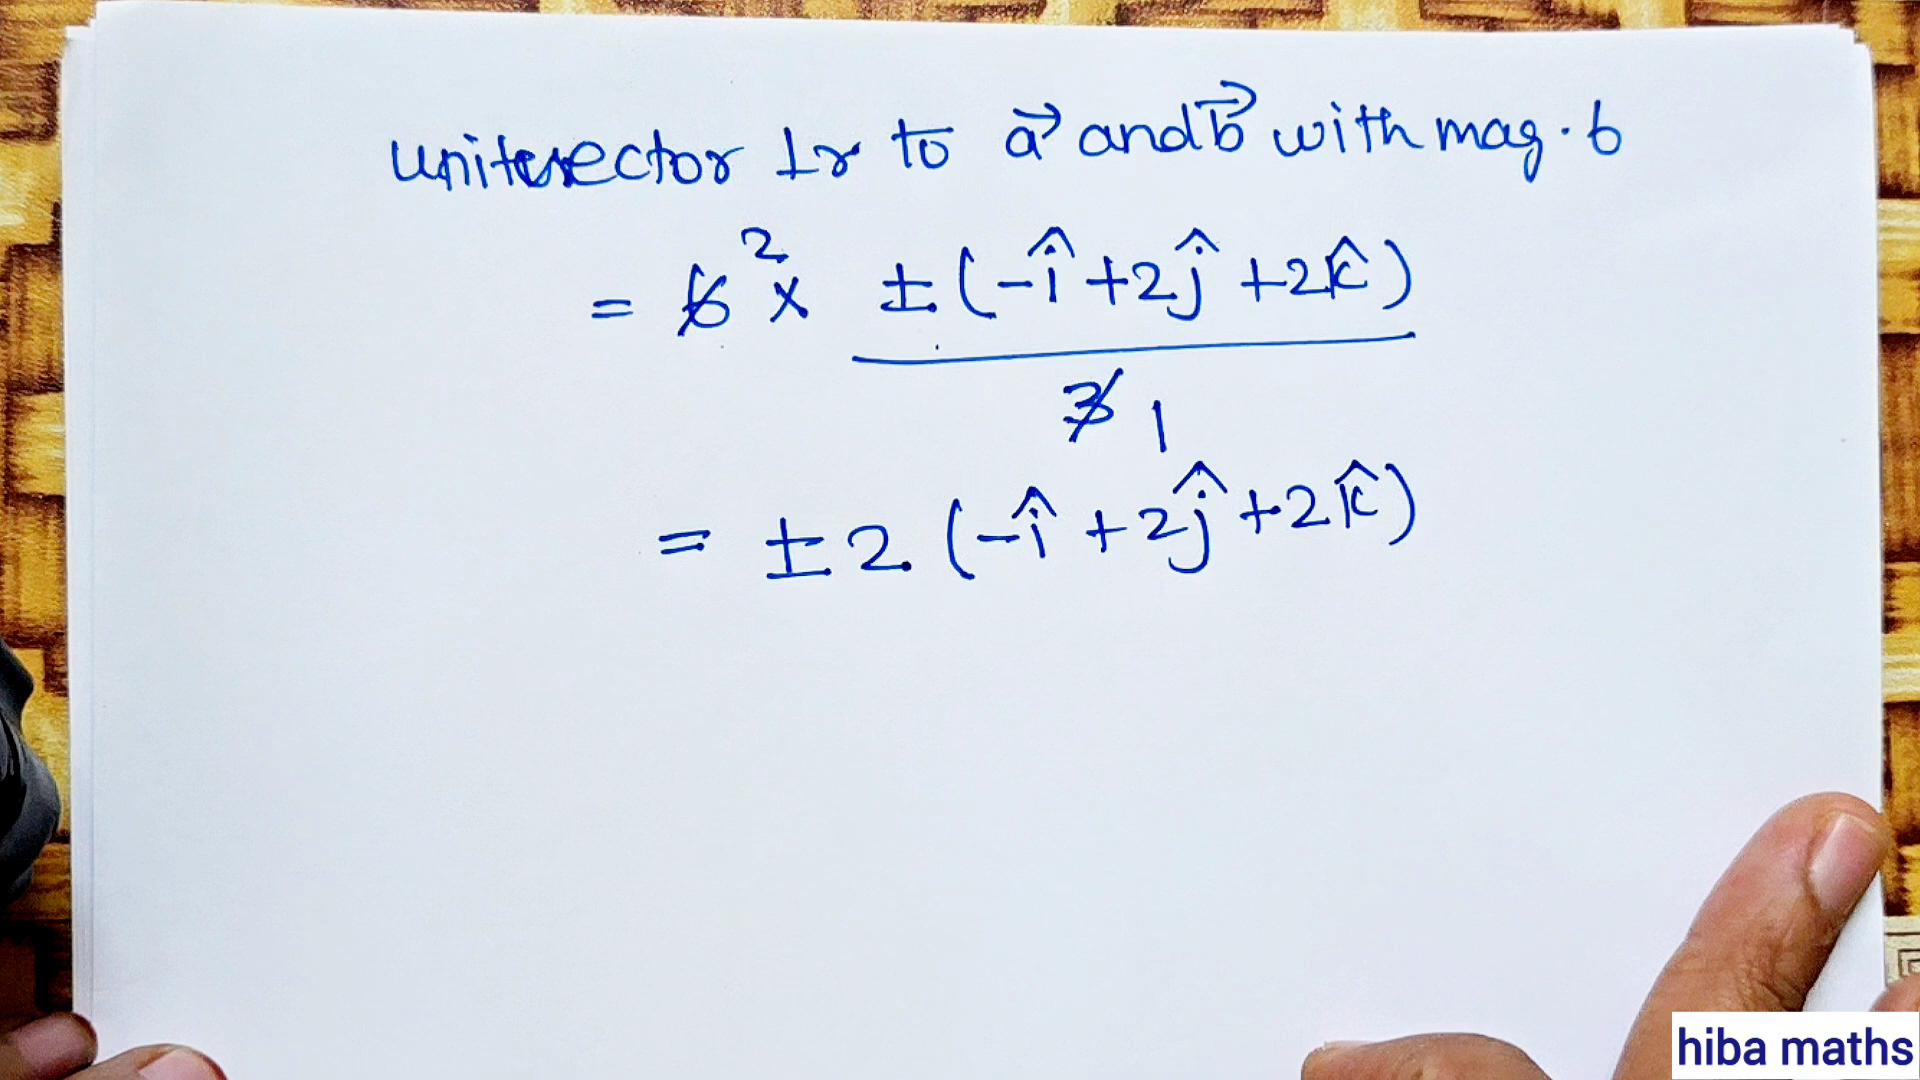 unitvector ⊥r to a⃗ and b⃗ with mag. 6
= 6 2 × ±(-î + 2ĵ + 2k̂)
3 1
= ±2 (-î + 2ĵ + 2k̂)
hiba maths